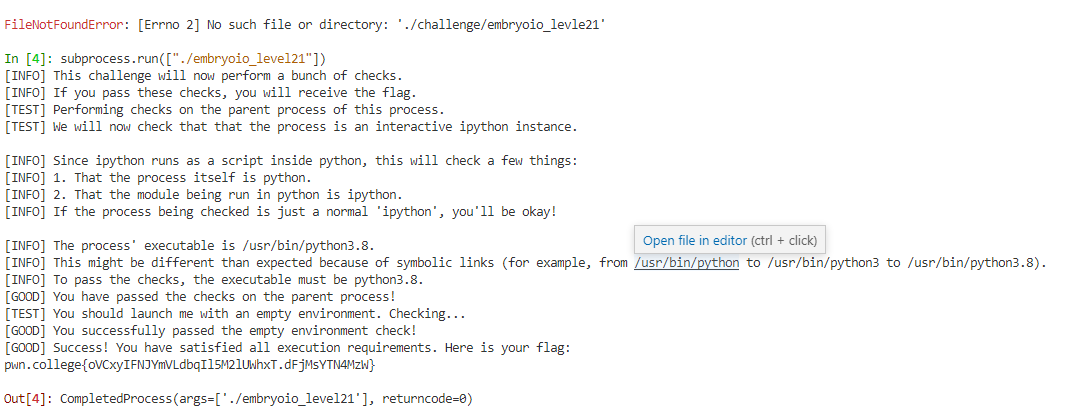 FileNotFoundError: [Errno 2] No such file or directory: './challenge/embryoio_levle21'
In [4]: subprocess.run(["./embryoio_level21"])
[INFO] This challenge will now perform a bunch of checks.
[INFO] If you pass these checks, you will receive the flag.
[TEST] Performing checks on the parent process of this process.
[TEST] We will now check that that the process is an interactive ipython instance.
[INFO] Since ipython runs as a script inside python, this will check a few things:
[INFO] 1. That the process itself is python.
[INFO] 2. That the module being run in python is ipython.
[INFO] If the process being checked is just a normal 'ipython', you'll be okay!
Open file in editor (ctrl + click)
[INFO] The process' executable is /usr/bin/python3.8.
[INFO] This might be different than expected because of symbolic links (for example, from /usr/bin/python to /usr/bin/python3 to /usr/bin/python3.8).
[INFO] To pass the checks, the executable must be python3.8.
[GOOD] You have passed the checks on the parent process!
[TEST] You should launch me with an empty environment. Checking...
[GOOD] You successfully passed the empty environment check!
[GOOD] Success! You have satisfied all execution requirements. Here is your flag:
pwn.college{oVCxyIFNJYmVLdbqIl5M2lUWhxT.dFjMsYTN4MzW}
Out[4]: CompletedProcess(args=['./embryoio_level21'], returncode=0)